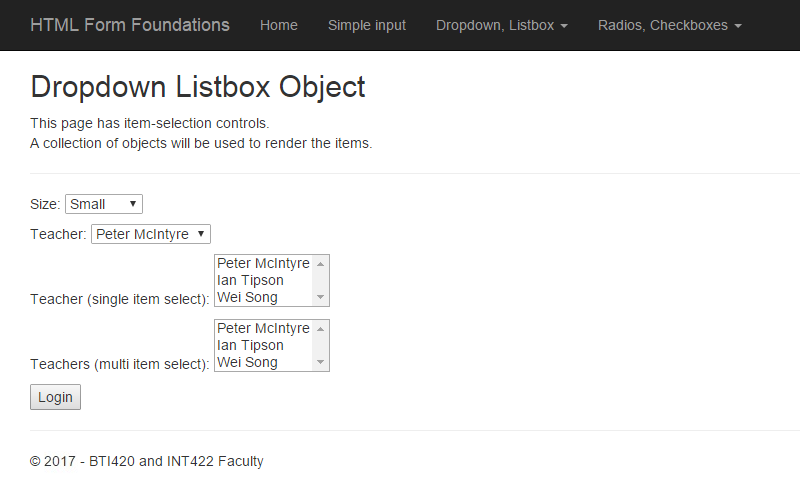 HTML Form Foundations Home Simple input Dropdown, Listbox Radios, Checkboxes
Dropdown Listbox Object
This page has item-selection controls.
A collection of objects will be used to render the items.
Size: Small
Teacher: Peter McIntyre
Peter McIntyre
Ian Tipson
Teacher (single item select): Wei Song
Peter McIntyre
Ian Tipson
Teachers (multi item select): Wei Song
Login
© 2017 - BTI420 and INT422 Faculty